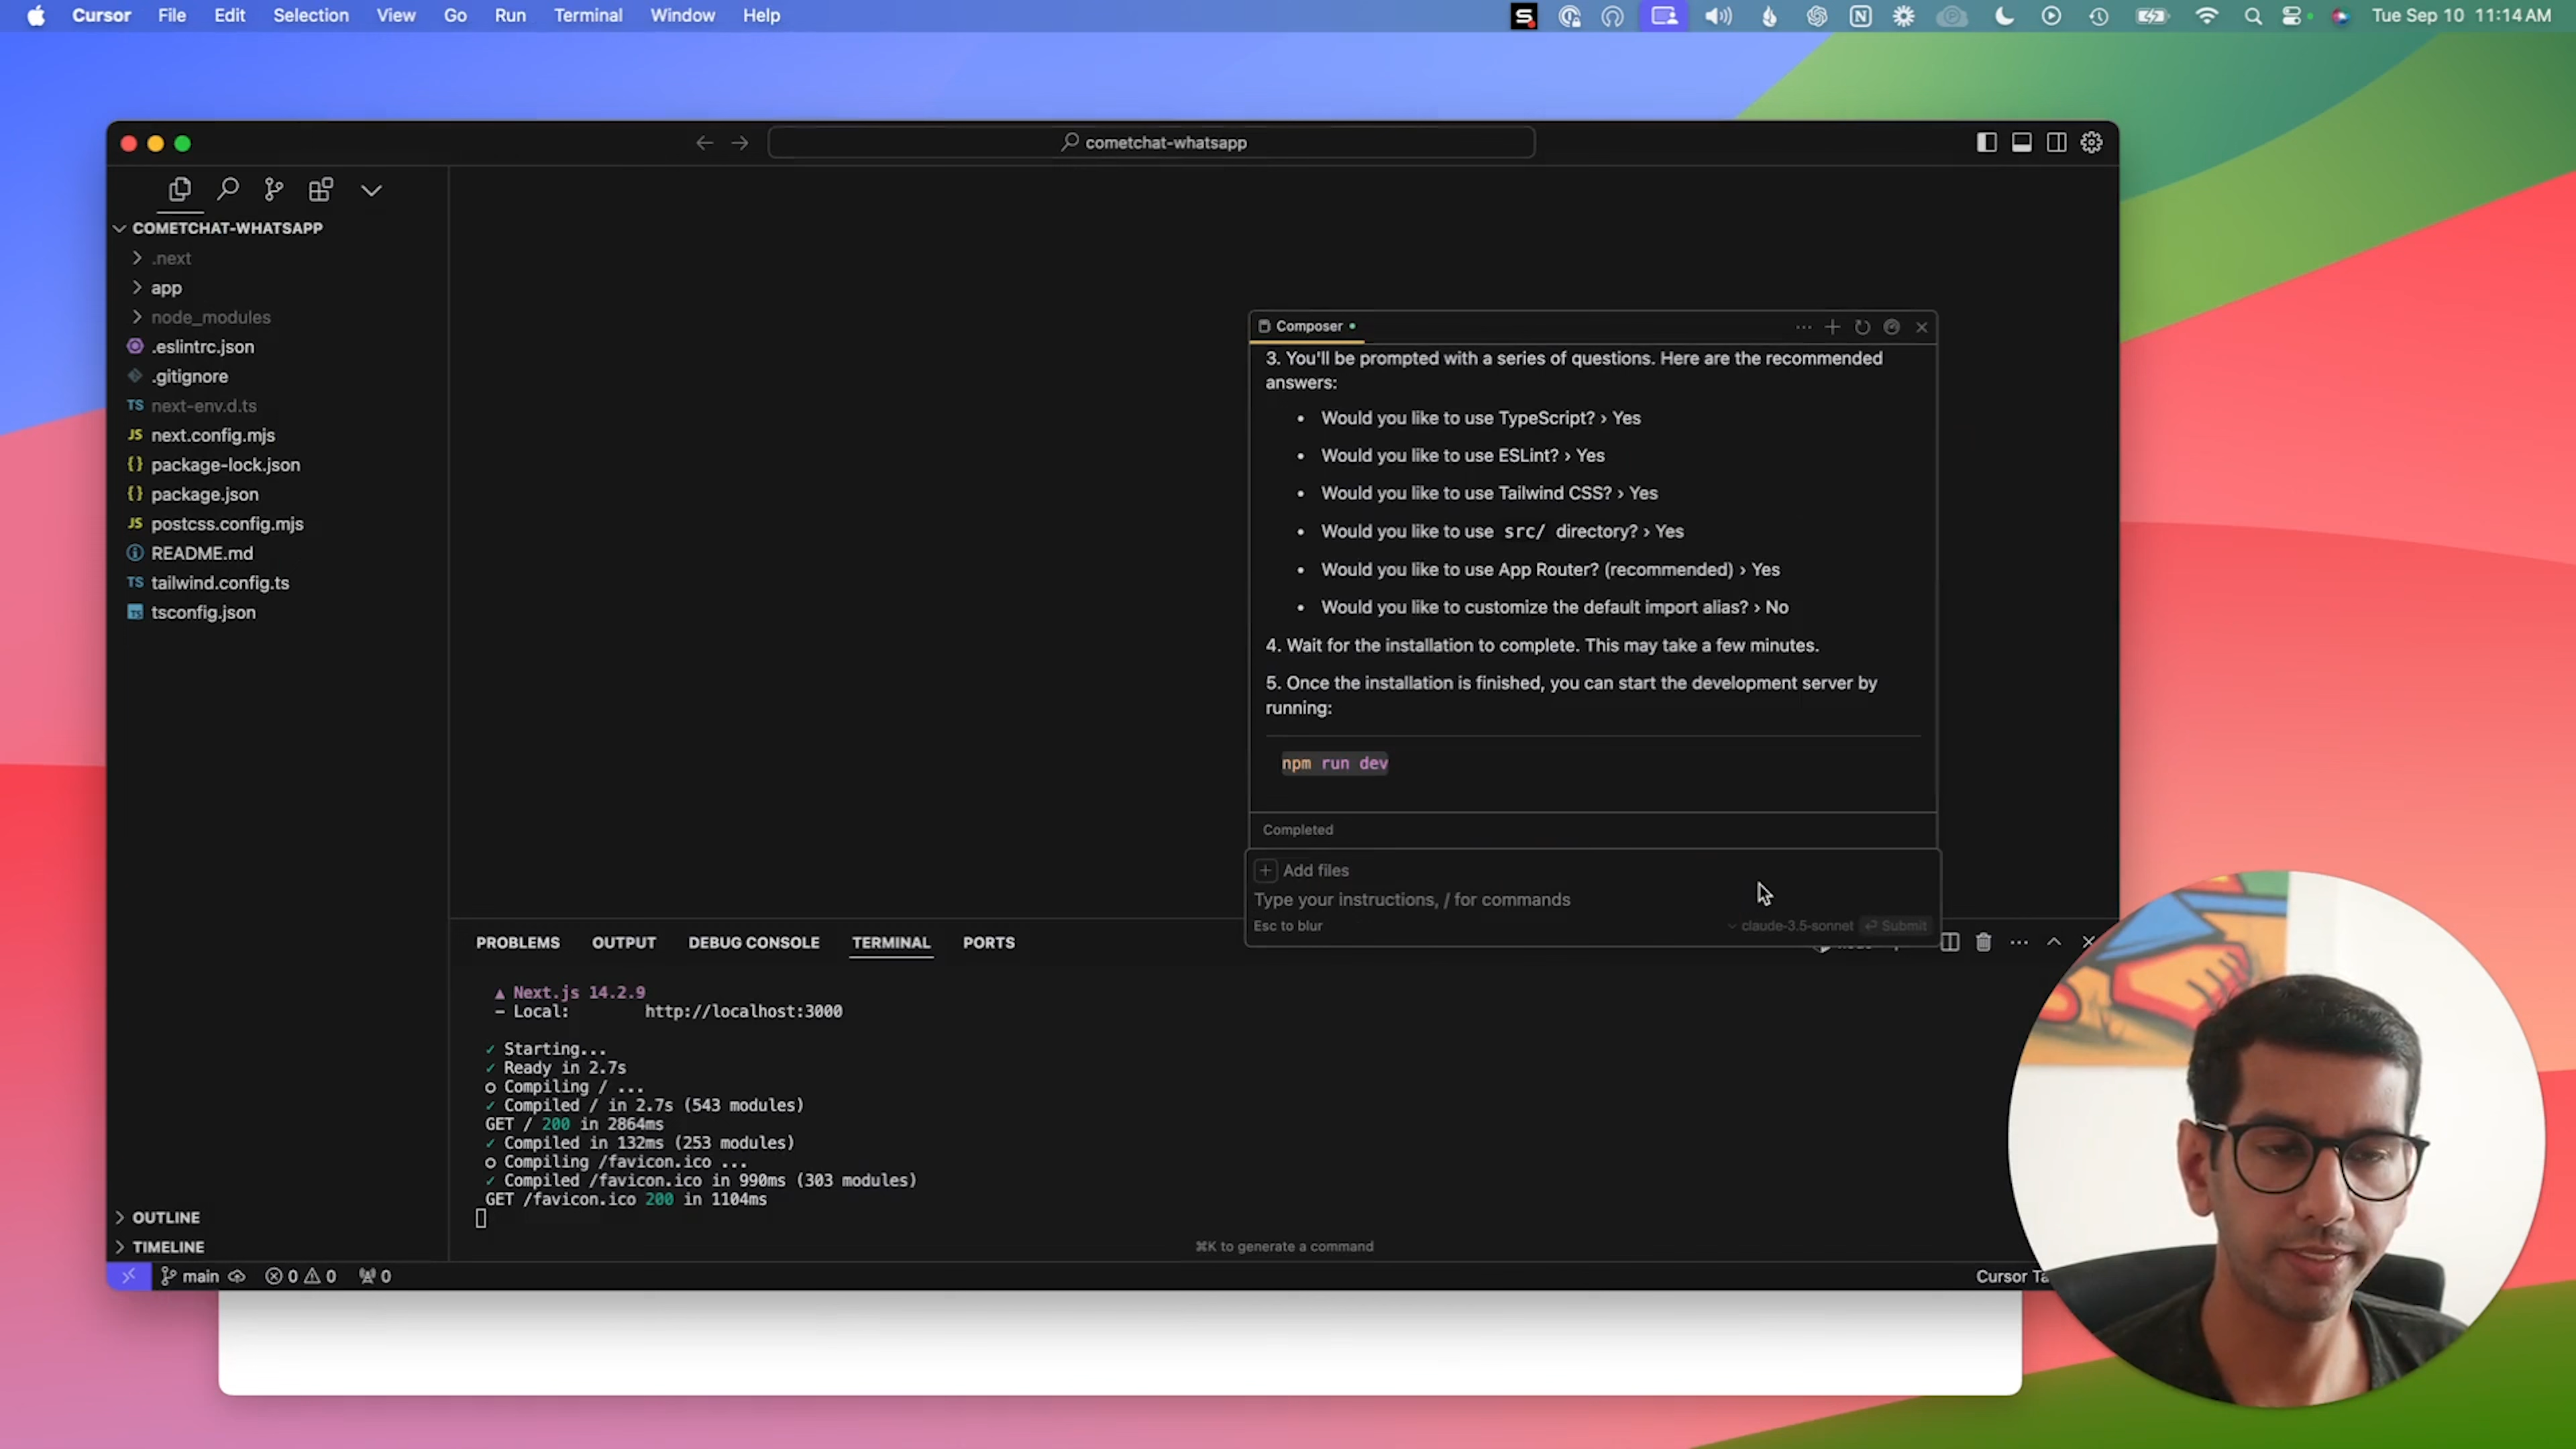 Cursor File Edit Selection View Go Run Terminal Window Help
Tue Sep 10 11:14 AM
cometchat-whatsapp
COMETCHAT-WHATSAPP
.next
app
node_modules
.eslintrc.json
.gitignore
TS next-env.d.ts
JS next.config.mjs
{} package-lock.json
{} package.json
JS postcss.config.mjs
README.md
TS tailwind.config.ts
tsconfig.json
OUTLINE
TIMELINE
Composer
3. You'll be prompted with a series of questions. Here are the recommended
answers:
• Would you like to use TypeScript? › Yes
• Would you like to use ESLint? › Yes
• Would you like to use Tailwind CSS? › Yes
• Would you like to use src/ directory? › Yes
• Would you like to use App Router? (recommended) › Yes
• Would you like to customize the default import alias? › No
4. Wait for the installation to complete. This may take a few minutes.
5. Once the installation is finished, you can start the development server by
running:
npm run dev
Completed
+ Add files
Type your instructions, / for commands
Esc to blur
claude-3.5-sonnet Submit
PROBLEMS OUTPUT DEBUG CONSOLE TERMINAL PORTS
▲ Next.js 14.2.9
- Local: http://localhost:3000
✓ Starting...
✓ Ready in 2.7s
○ Compiling / ...
✓ Compiled / in 2.7s (543 modules)
GET / 200 in 2864ms
✓ Compiled in 132ms (253 modules)
○ Compiling /favicon.ico ...
✓ Compiled /favicon.ico in 990ms (303 modules)
GET /favicon.ico 200 in 1104ms
⌘K to generate a command
main 0 0 0
Cursor Ta